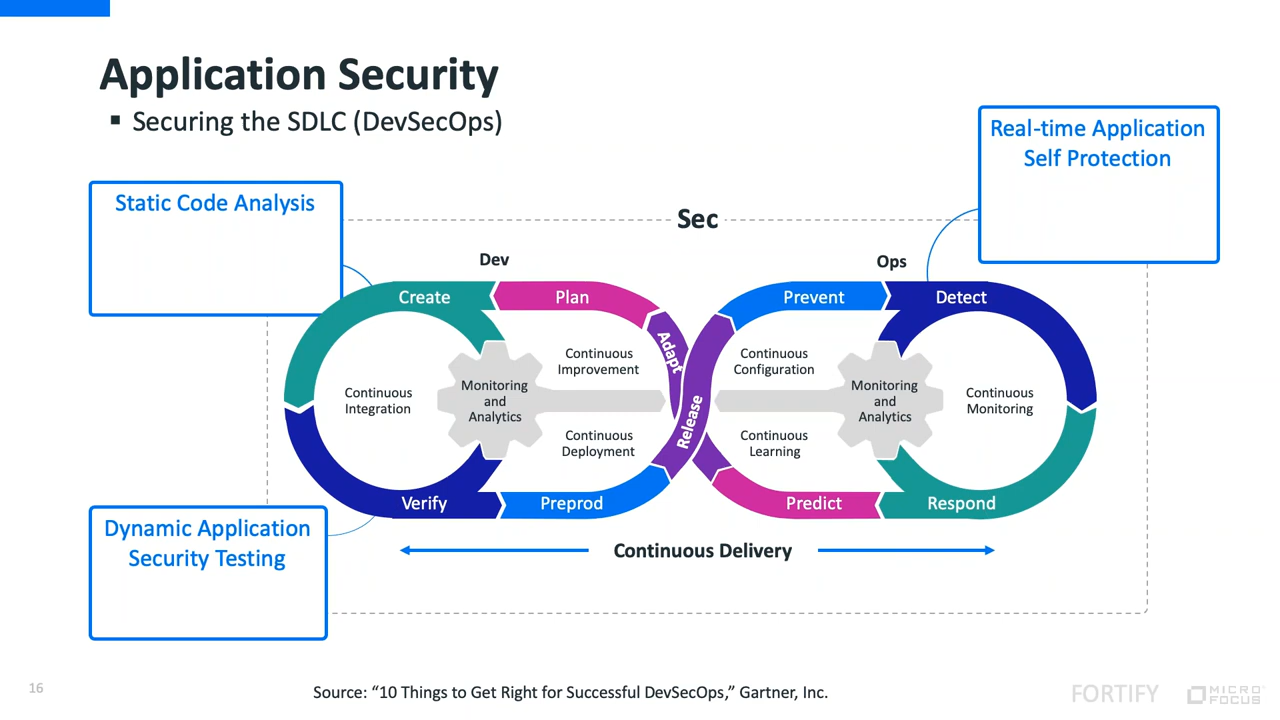 Application Security
▪ Securing the SDLC (DevSecOps)
Real-time Application
Self Protection
Static Code Analysis
Sec
Dev
Ops
Create
Plan
Prevent
Detect
Adapt
Continuous
Improvement
Continuous
Configuration
Monitoring
and
Analytics
Monitoring
and
Analytics
Continuous
Integration
Continuous
Monitoring
Release
Continuous
Deployment
Continuous
Learning
Verify
Preprod
Predict
Respond
Dynamic Application
Security Testing
Continuous Delivery
16
Source: “10 Things to Get Right for Successful DevSecOps,” Gartner, Inc.
FORTIFY
MICRO
FOCUS